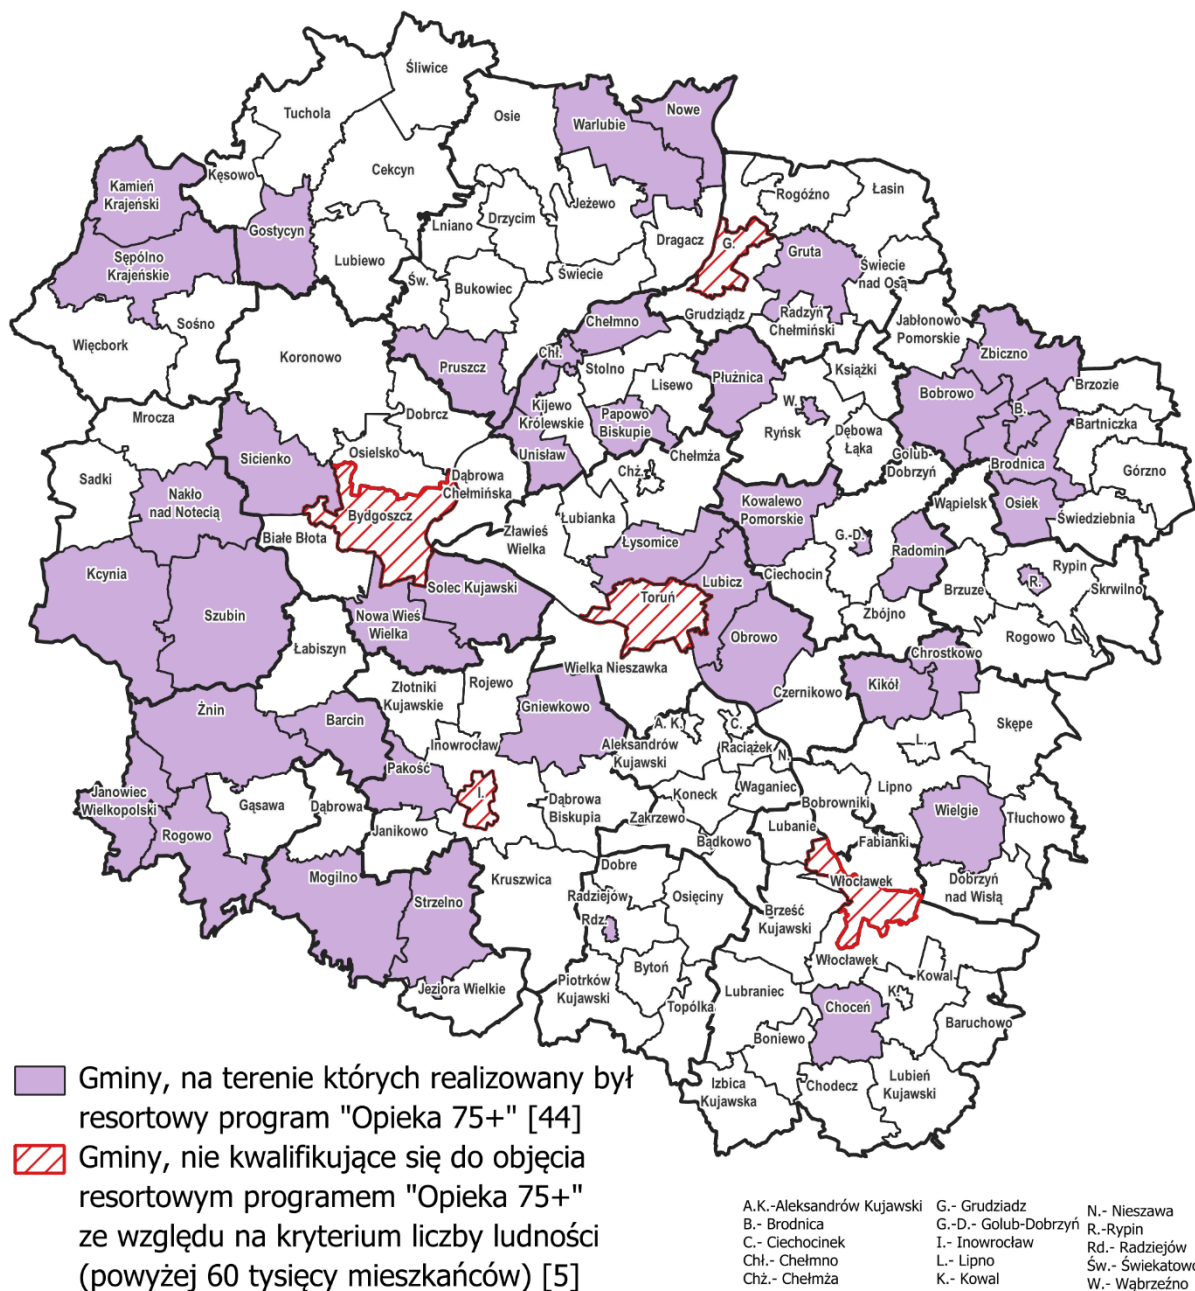 Śliwice
Tuchola
Osie
Warlubie
Nowe
Cekcyn
Kęsowo
Kamień
Krajeński
Gostycyn
Rogóźno
Łasin
Jeżewo
Drzycim
Lniano
Dragacz
G.
Gruta
Sępólno
Krajeńskie
Lubiewo
Św.
Bukowiec
Świecie
Świecie
nad Osą
Grudziądz
Radzyń
Chełmiński
Chełmno
Jabłonowo
Pomorskie
Sośno
Więcbork
Koronowo
Chł.
Pruszcz
Stolno
Lisewo
Płużnica
Książki
Zbiczno
Brzozie
Bobrowo
B.
Bartniczka
Mrocza
Dobrcz
Kijewo
Królewskie
Papowo
Biskupie
W.
Ryńsk
Dębowa
Łąka
Osielsko
Sicienko
Unisław
Chełmża
Chż.
Golub-
Dobrzyń
Brodnica
Górzno
Sadki
Dąbrowa
Chełmińska
Nakło
nad Notecią
Bydgoszcz
Kowalewo
Pomorskie
Wąpielsk
Osiek
Świedziebnia
Białe Błota
Zławieś
Wielka
Łubianka
Łysomice
G.-D.
Radomin
Kcynia
Szubin
Solec Kujawski
Lubicz
Ciechocin
Rypin
R.
Brzuze
Skrwilno
Toruń
Zbójno
Nowa Wieś
Wielka
Obrowo
Rogowo
Łabiszyn
Wielka Nieszawka
Chrostkowo
Złotniki
Kujawskie
Rojewo
Czernikowo
Kikół
Żnin
Barcin
Gniewkowo
A. K.
C.
Skępe
Inowrocław
Aleksandrów
Kujawski
Raciążek
N.
L.
Pakość
Janowiec
Wielkopolski
I.
Koneck
Waganiec
Lipno
Gąsawa
Dąbrowa
Dąbrowa
Biskupia
Bobrowniki
Wielgie
Tłuchowo
Rogowo
Janikowo
Zakrzewo
Lubanie
Bądkowo
Fabianki
Dobre
Mogilno
Kruszwica
Włocławek
Dobrzyń
nad Wisłą
Strzelno
Radziejów
Osięciny
Rdz.
Brześć
Kujawski
Włocławek
Kowal
Bytoń
Piotrków
Kujawski
Jeziora Wielkie
Lubraniec
K.
Choceń
Topólka
Baruchowo
Boniewo
Izbica
Kujawska
Chodecz
Lubień
Kujawski
Gminy, na terenie których realizowany był
resortowy program "Opieka 75+" [44]
Gminy, nie kwalifikujące się do objęcia
resortowym programem "Opieka 75+"
ze względu na kryterium liczby ludności
(powyżej 60 tysięcy mieszkańców) [5]
A.K.-Aleksandrów Kujawski
B.- Brodnica
C.- Ciechocinek
Chł.- Chełmno
Chż.- Chełmża
G.- Grudziadz
G.-D.- Golub-Dobrzyń
I.- Inowrocław
L.- Lipno
K.- Kowal
N.- Nieszawa
R.-Rypin
Rd.- Radziejów
Św.- Świekatowo
W.- Wąbrzeźno